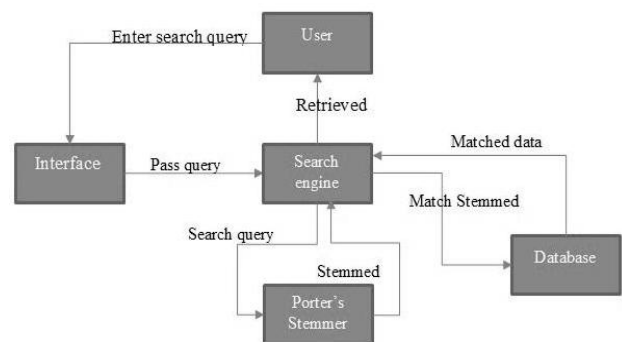 Enter search query
User
Retrieved
Interface
Pass query
Search
engine
Matched data
Match Stemmed
Search query
Stemmed
Database
Porter's
Stemmer